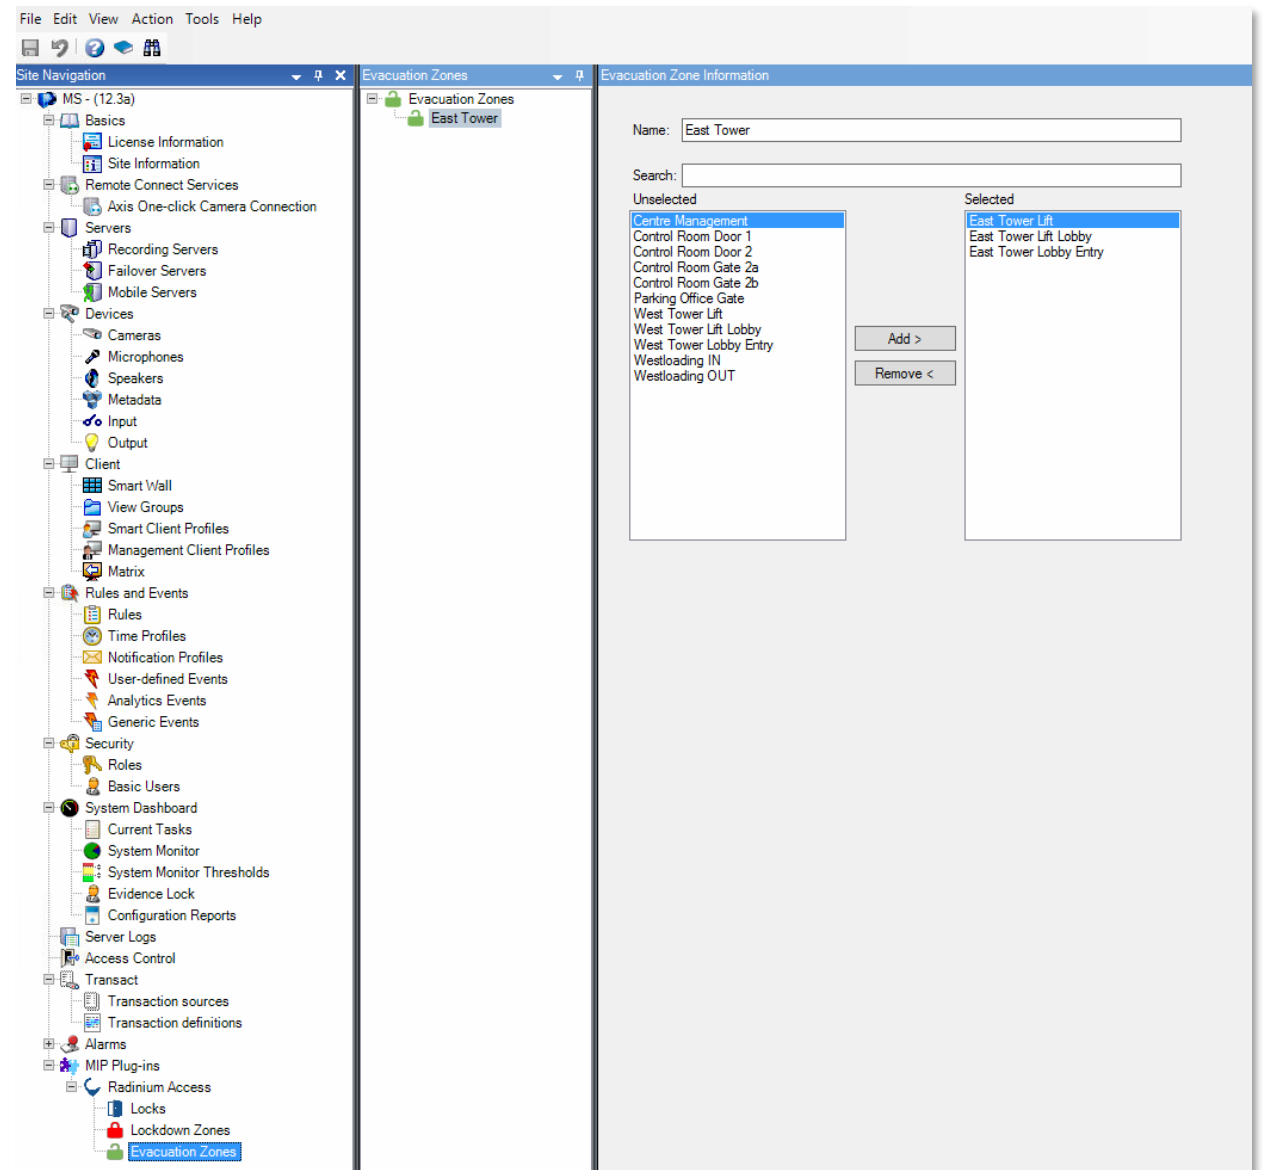 File Edit View Action Tools Help
Site Navigation
MS - (12.3a)
Basics
License Information
Site Information
Remote Connect Services
Axis One-click Camera Connection
Servers
Recording Servers
Failover Servers
Mobile Servers
Devices
Cameras
Microphones
Speakers
Metadata
Input
Output
Client
Smart Wall
View Groups
Smart Client Profiles
Management Client Profiles
Matrix
Rules and Events
Rules
Time Profiles
Notification Profiles
User-defined Events
Analytics Events
Generic Events
Security
Roles
Basic Users
System Dashboard
Current Tasks
System Monitor
System Monitor Thresholds
Evidence Lock
Configuration Reports
Server Logs
Access Control
Transact
Transaction sources
Transaction definitions
Alarms
MIP Plug-ins
Radinium Access
Locks
Lockdown Zones
Evacuation Zones
Evacuation Zones
Evacuation Zones
East Tower
Evacuation Zone Information
Name: East Tower
Search:
Unselected
Centre Management
Control Room Door 1
Control Room Door 2
Control Room Gate 2a
Control Room Gate 2b
Parking Office Gate
West Tower Lift
West Tower Lift Lobby
West Tower Lobby Entry
Westloading IN
Westloading OUT
Add >
Remove <
Selected
East Tower Lift
East Tower Lift Lobby
East Tower Lobby Entry